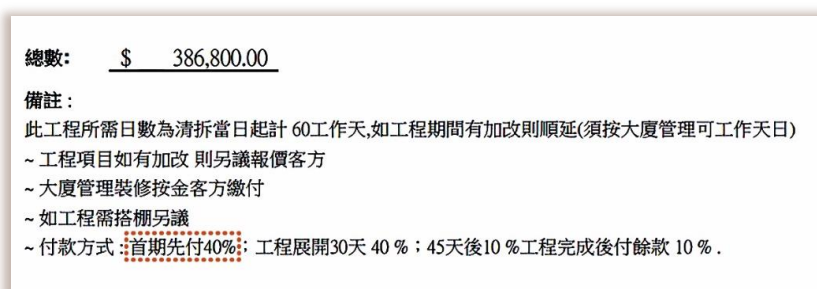 總數: $ 386,800.00
備註 :
此工程所需日數為清拆當日起計 60工作天,如工程期間有加改則順延(須按大廈管理可工作天日)
~ 工程項目如有加改 則另議報價客方
~ 大廈管理裝修按金客方繳付
~ 如工程需搭棚另議
~ 付款方式 : 首期先付40% ; 工程展開30天 40 % ; 45天後10 %工程完成後付餘款 10 % .